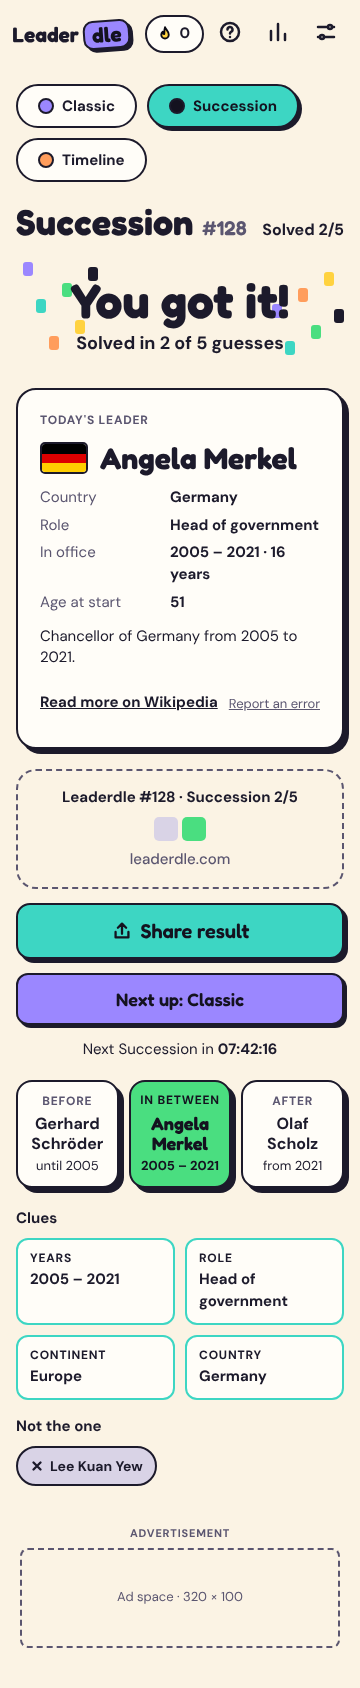 Leader dle 0
Classic
Succession
Timeline
Succession #128 Solved 2/5
You got it!
Solved in 2 of 5 guesses
TODAY'S LEADER
Angela Merkel
Country Germany
Role Head of government
In office 2005 – 2021 · 16
years
Age at start 51
Chancellor of Germany from 2005 to
2021.
Read more on Wikipedia Report an error
Leaderdle #128 · Succession 2/5
leaderdle.com
Share result
Next up: Classic
Next Succession in 07:42:16
BEFORE
Gerhard
Schröder
until 2005
IN BETWEEN
Angela
Merkel
2005 – 2021
AFTER
Olaf
Scholz
from 2021
Clues
YEARS
2005 – 2021
ROLE
Head of
government
CONTINENT
Europe
COUNTRY
Germany
Not the one
✕ Lee Kuan Yew
ADVERTISEMENT
Ad space · 320 × 100